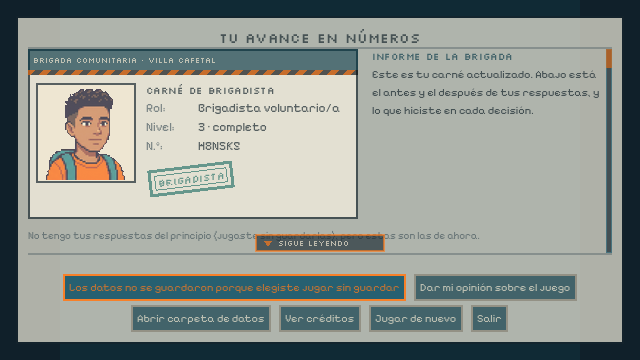 TU AVANCE EN NÚMEROS
BRIGADA COMUNITARIA · VILLA CAFETAL
CARNÉ DE BRIGADISTA
Rol: Brigadista voluntario/a
Nivel: 3 · completo
N.º: H8NSKS
BRIGADISTA
INFORME DE LA BRIGADA
Este es tu carné actualizado. Abajo está
el antes y el después de tus respuestas, y
lo que hiciste en cada decisión.
No tengo tus respuestas del principio (jugaste son las de ahora.
SIGUE LEYENDO
Los datos no se guardaron porque elegiste jugar sin guardar
Dar mi opinión sobre el juego
Abrir carpeta de datos
Ver créditos
Jugar de nuevo
Salir